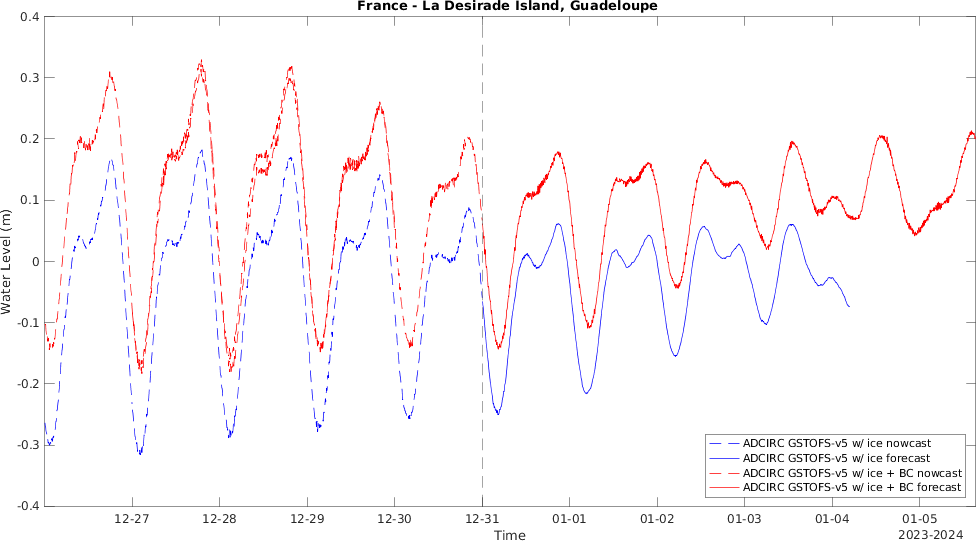 France - La Desirade Island, Guadeloupe
0.4
0.3
0.2
0.1
0
-0.1
-0.2
-0.3
-0.4
Water Level (m)
12-27
12-28
12-29
12-30
12-31
01-01
01-02
01-03
01-04
01-05
Time
2023-2024
ADCIRC GSTOFS-v5 w/ ice nowcast
ADCIRC GSTOFS-v5 w/ ice forecast
ADCIRC GSTOFS-v5 w/ ice + BC nowcast
ADCIRC GSTOFS-v5 w/ ice + BC forecast